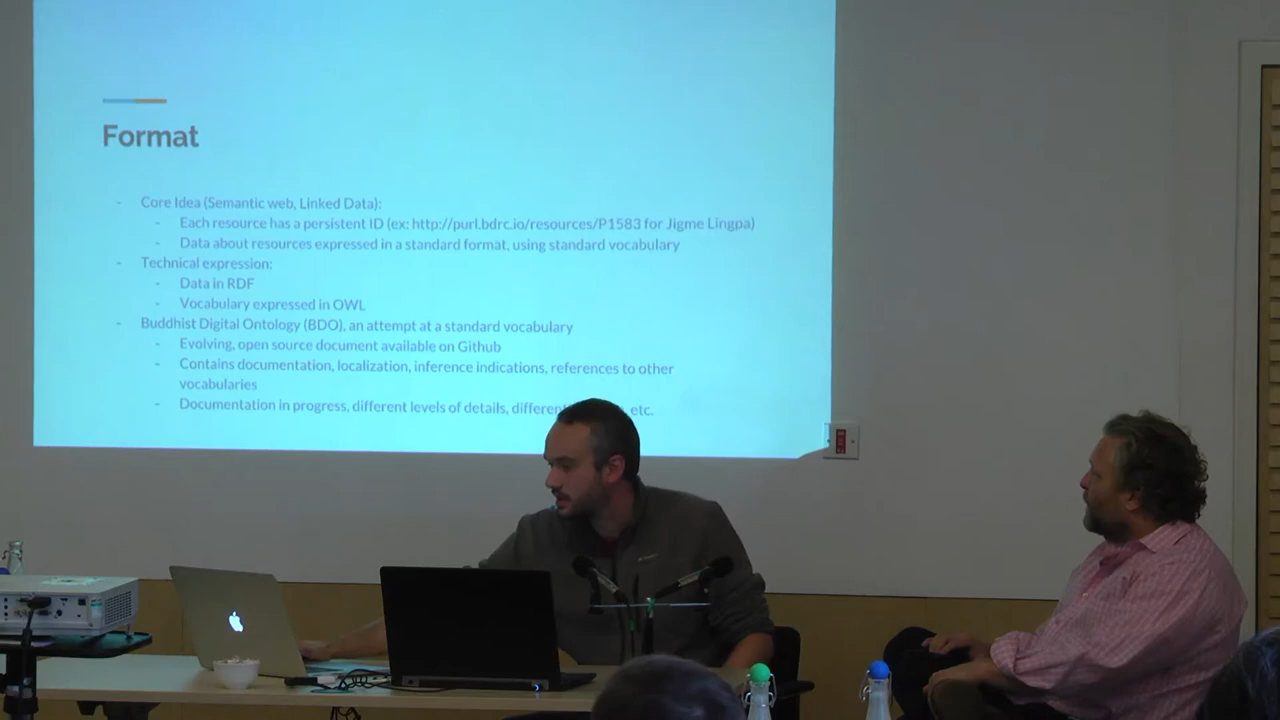 Format
- Core Idea (Semantic web, Linked Data):
- Each resource has a persistent ID (ex: http://purl.bdrc.io/resources/P1583 for Jigme Lingpa)
- Data about resources expressed in a standard format, using standard vocabulary
- Technical expression:
- Data in RDF
- Vocabulary expressed in OWL
- Buddhist Digital Ontology (BDO), an attempt at a standard vocabulary
- Evolving, open source document available on Github
- Contains documentation, localization, inference indications, references to other
vocabularies
- Documentation in progress, different levels of details, etc.